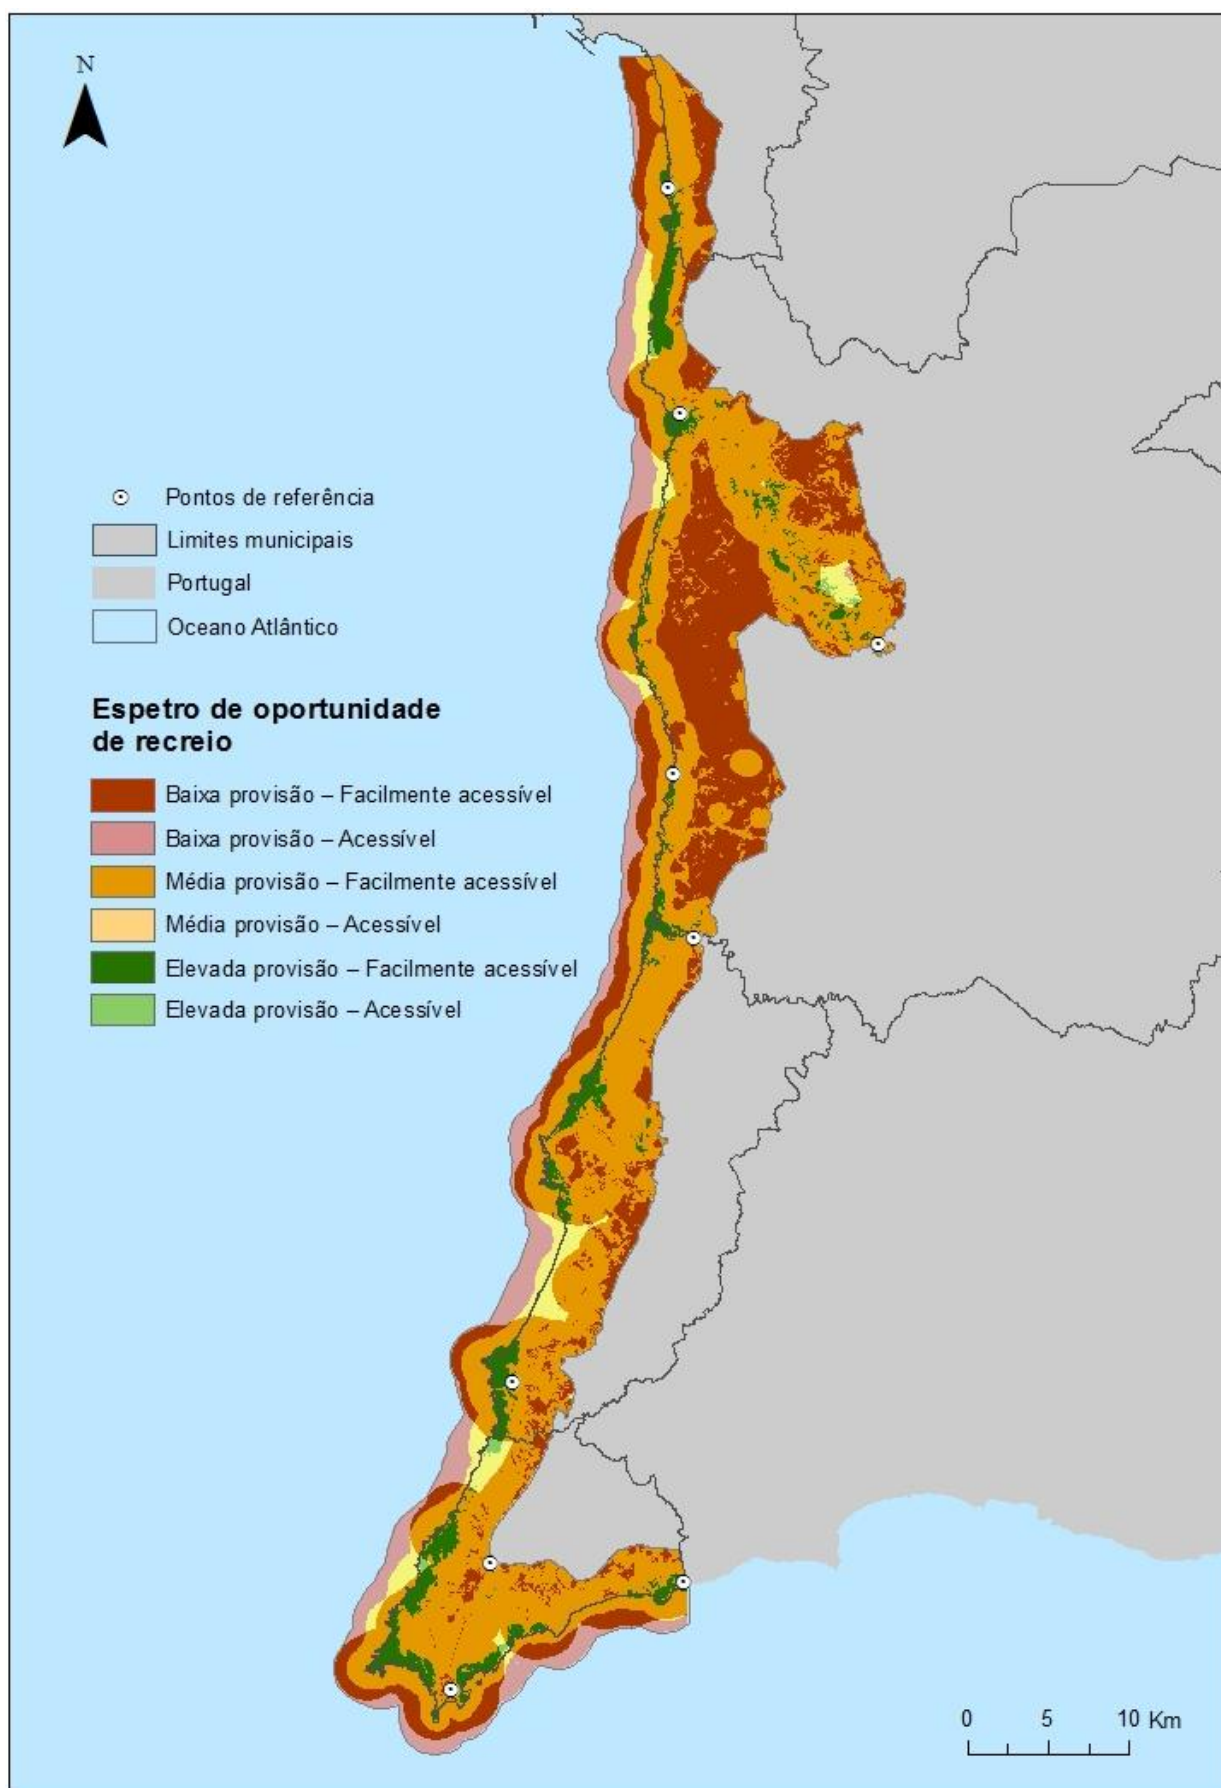 N
Pontos de referência
Limites municipais
Portugal
Oceano Atlântico
Espetro de oportunidade
de recreio
Baixa provisão – Facilmente acessível
Baixa provisão – Acessível
Média provisão – Facilmente acessível
Média provisão – Acessível
Elevada provisão – Facilmente acessível
Elevada provisão – Acessível
0 5 10 Km